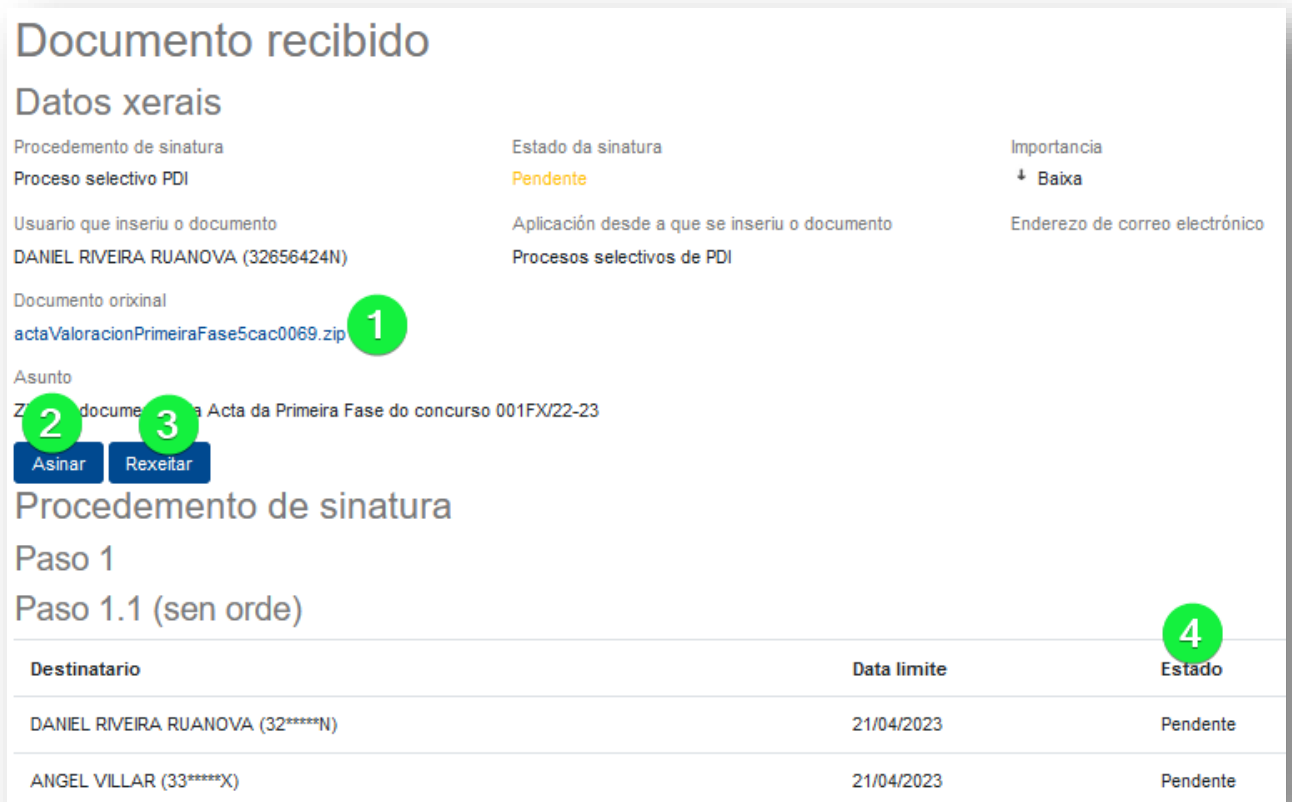 Documento recibido
Datos xerais
Procedemento de sinatura Estado da sinatura Importancia
Proceso selectivo PDI Pendente Baixa
Usuario que inseriu o documento Aplicación desde a que se inseriu o documento Enderezo de correo electrónico
DANIEL RIVEIRA RUANOVA (32656424N) Procesos selectivos de PDI
Documento orixinal
actaValoracionPrimeiraFase5cac0069.zip 1
Asunto
Acta da Primeira Fase do concurso 001FX/22-23
2 3
Asinar Rexeitar
Procedemento de sinatura
Paso 1
Paso 1.1 (sen orde)
4
Destinatario Data limite Estado
DANIEL RIVEIRA RUANOVA (32*****N) 21/04/2023 Pendente
ANGEL VILLAR (33*****X) 21/04/2023 Pendente